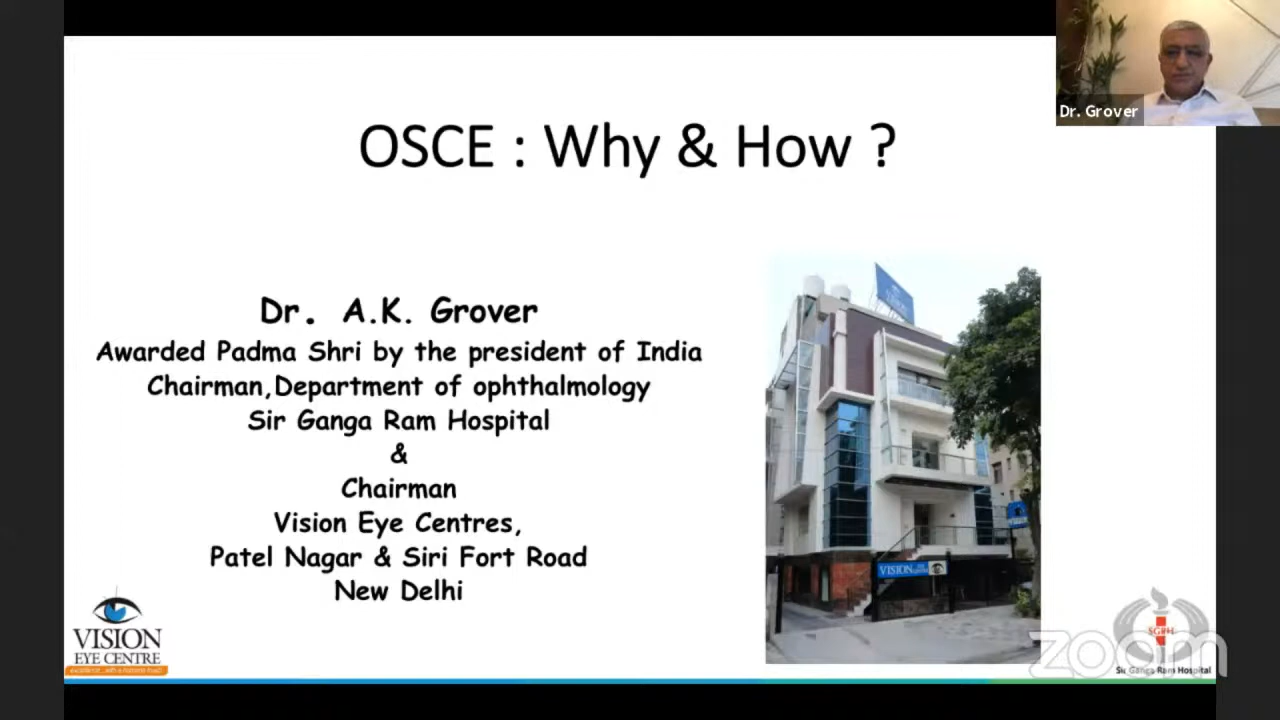 OSCE : Why & How ?
Dr. Grover
Dr. A.K. Grover
Awarded Padma Shri by the president of India
Chairman,Department of ophthalmology
Sir Ganga Ram Hospital
&
Chairman
Vision Eye Centres,
Patel Nagar & Siri Fort Road
New Delhi
VISION
VISION
EYE CENTRE
SGRH
zoom
Sir Ganga Ram Hospital